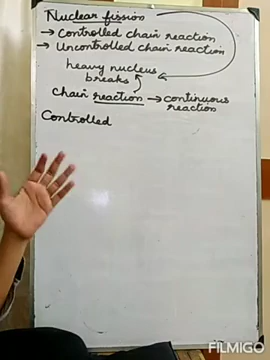 Nuclear fission
→ Controlled chain reaction
→ Uncontrolled chain reaction
heavy nucleus
breaks
chain reaction → continuous
reaction
Controlled
FILMIGO